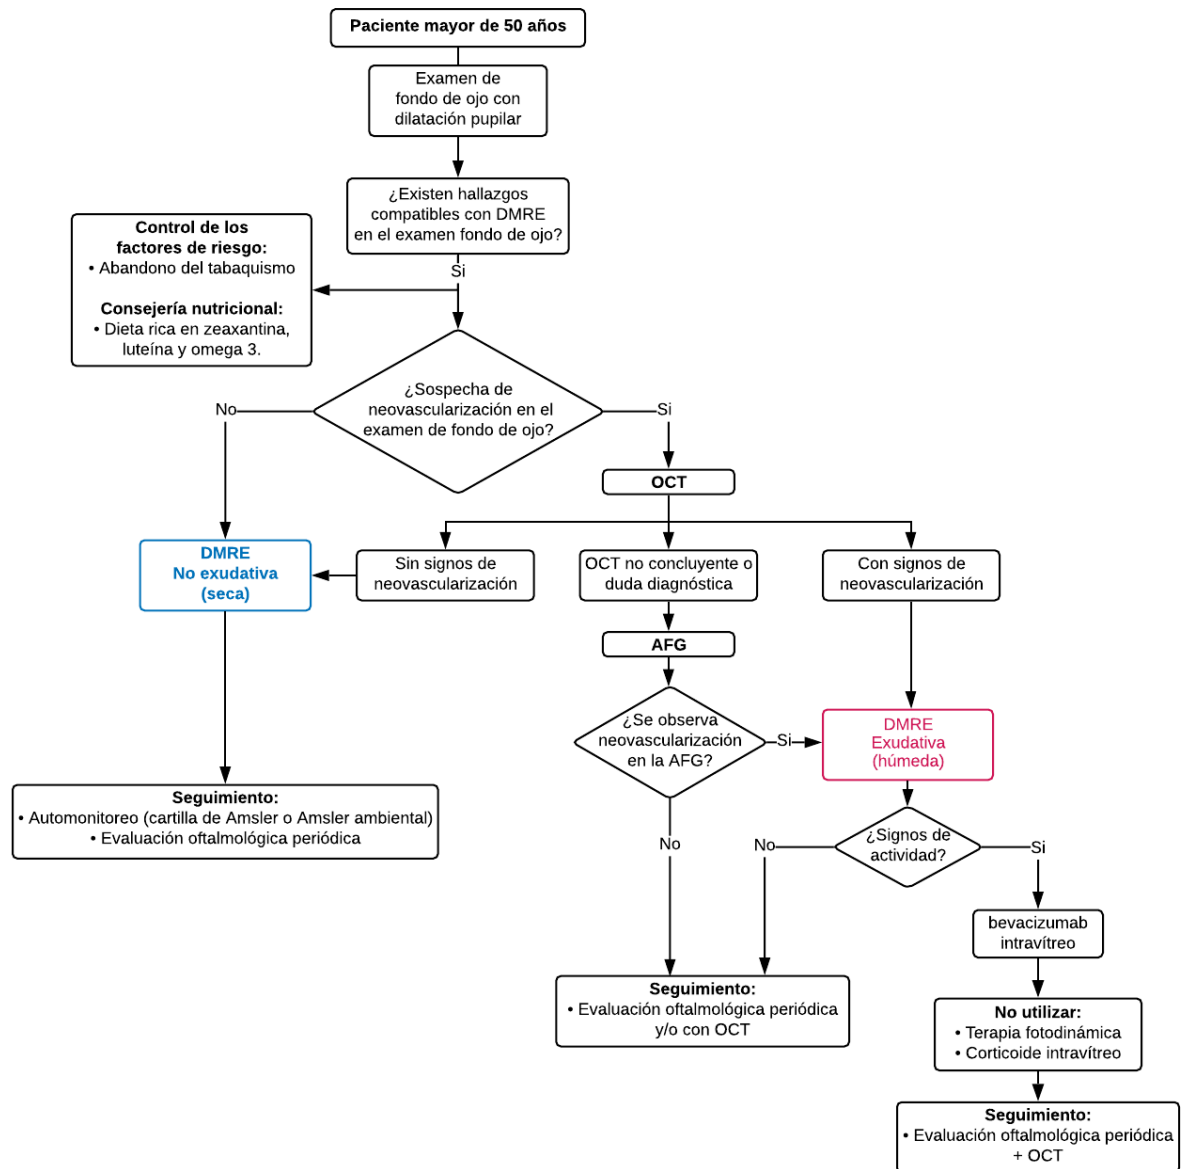 Paciente mayor de 50 años
Examen de
fondo de ojo con
dilatación pupilar
¿Existen hallazgos
compatibles con DMRE
en el examen fondo de ojo?
Control de los
factores de riesgo:
• Abandono del tabaquismo
Consejería nutricional:
• Dieta rica en zeaxantina,
luteína y omega 3.
Si
¿Sospecha de
neovascularización en el
examen de fondo de ojo?
No
Si
OCT
DMRE
No exudativa
(seca)
Sin signos de
neovascularización
OCT no concluyente o
duda diagnóstica
Con signos de
neovascularización
AFG
¿Se observa
neovascularización
en la AFG?
Si
DMRE
Exudativa
(húmeda)
Seguimiento:
• Automonitoreo (cartilla de Amsler o Amsler ambiental)
• Evaluación oftalmológica periódica
No
No
¿Signos de
actividad?
Si
bevacizumab
intravítreo
Seguimiento:
• Evaluación oftalmológica periódica
y/o con OCT
No utilizar:
• Terapia fotodinámica
• Corticoide intravítreo
Seguimiento:
• Evaluación oftalmológica periódica
+ OCT